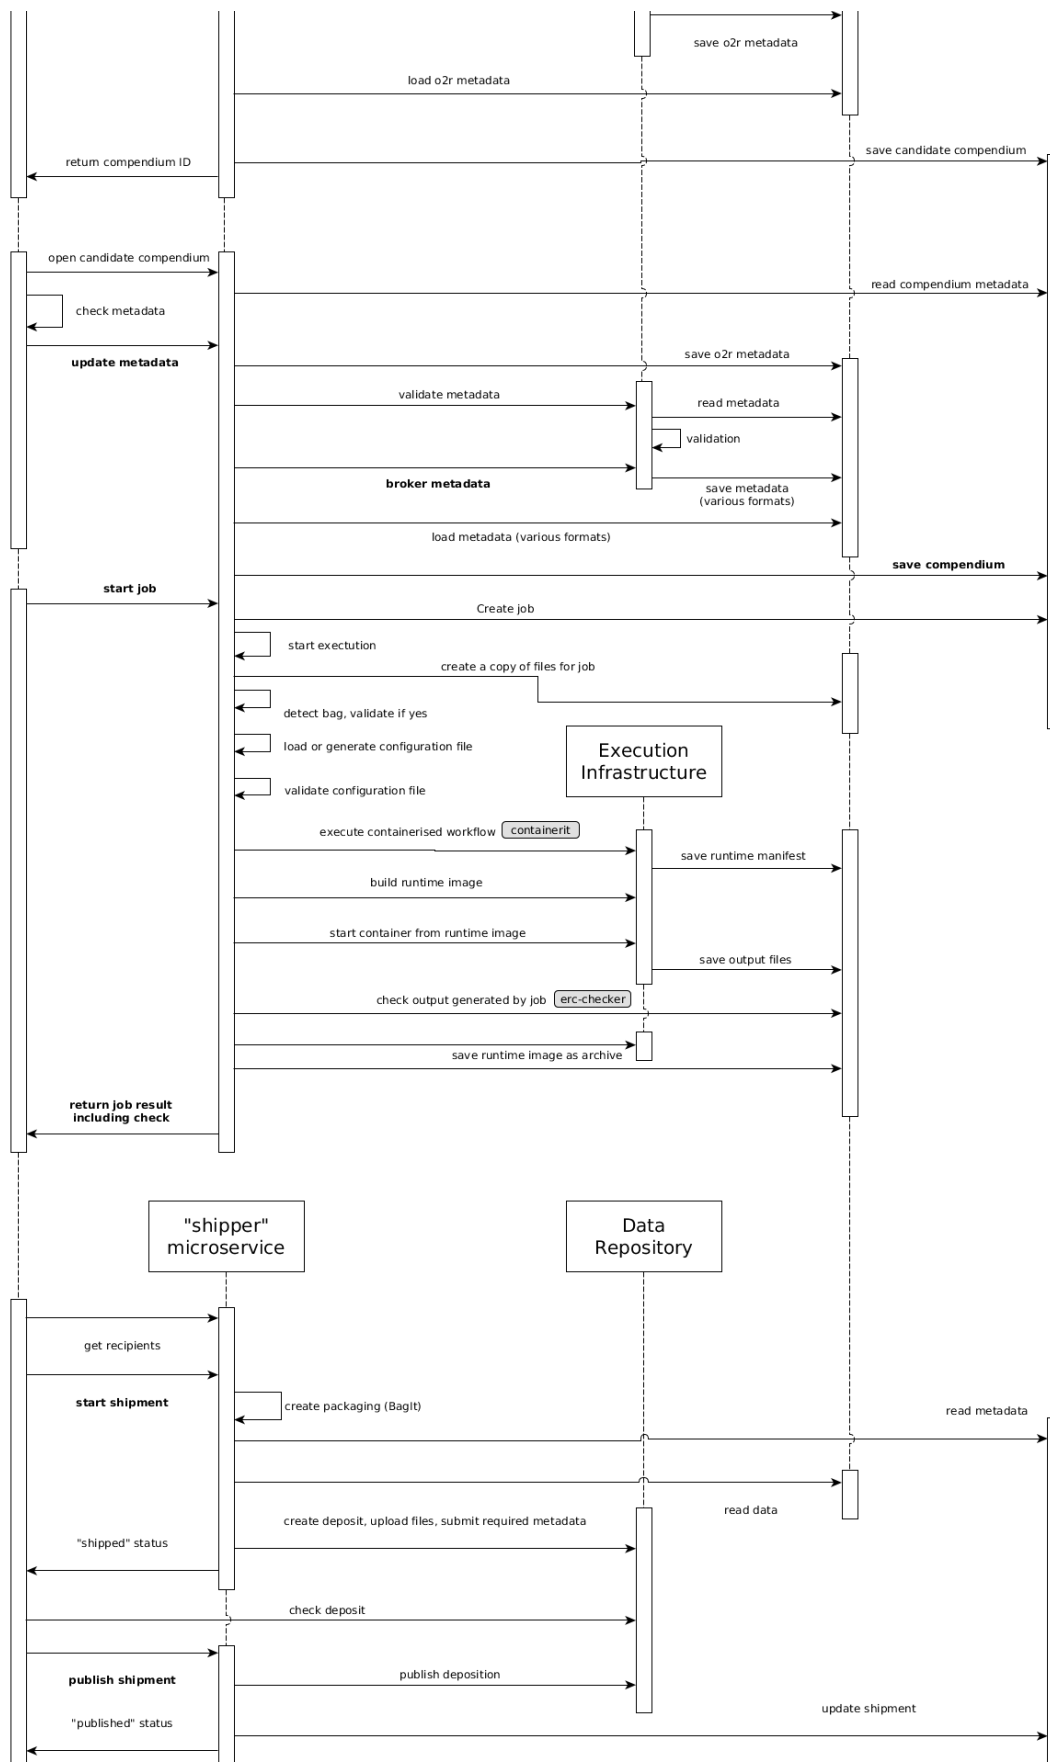 save o2r metadata
load o2r metadata
save candidate compendium
return compendium ID
open candidate compendium
read compendium metadata
check metadata
save o2r metadata
update metadata
validate metadata
read metadata
validation
broker metadata
save metadata
(various formats)
load metadata (various formats)
save compendium
start job
Create job
start exectution
create a copy of files for job
detect bag, validate if yes
load or generate configuration file
Execution
Infrastructure
validate configuration file
execute containerised workflow containerit
save runtime manifest
build runtime image
start container from runtime image
save output files
check output generated by job erc-checker
save runtime image as archive
return job result
including check
"shipper"
microservice
Data
Repository
get recipients
start shipment
create packaging (BagIt)
read metadata
read data
create deposit, upload files, submit required metadata
"shipped" status
check deposit
publish deposition
publish shipment
update shipment
"published" status